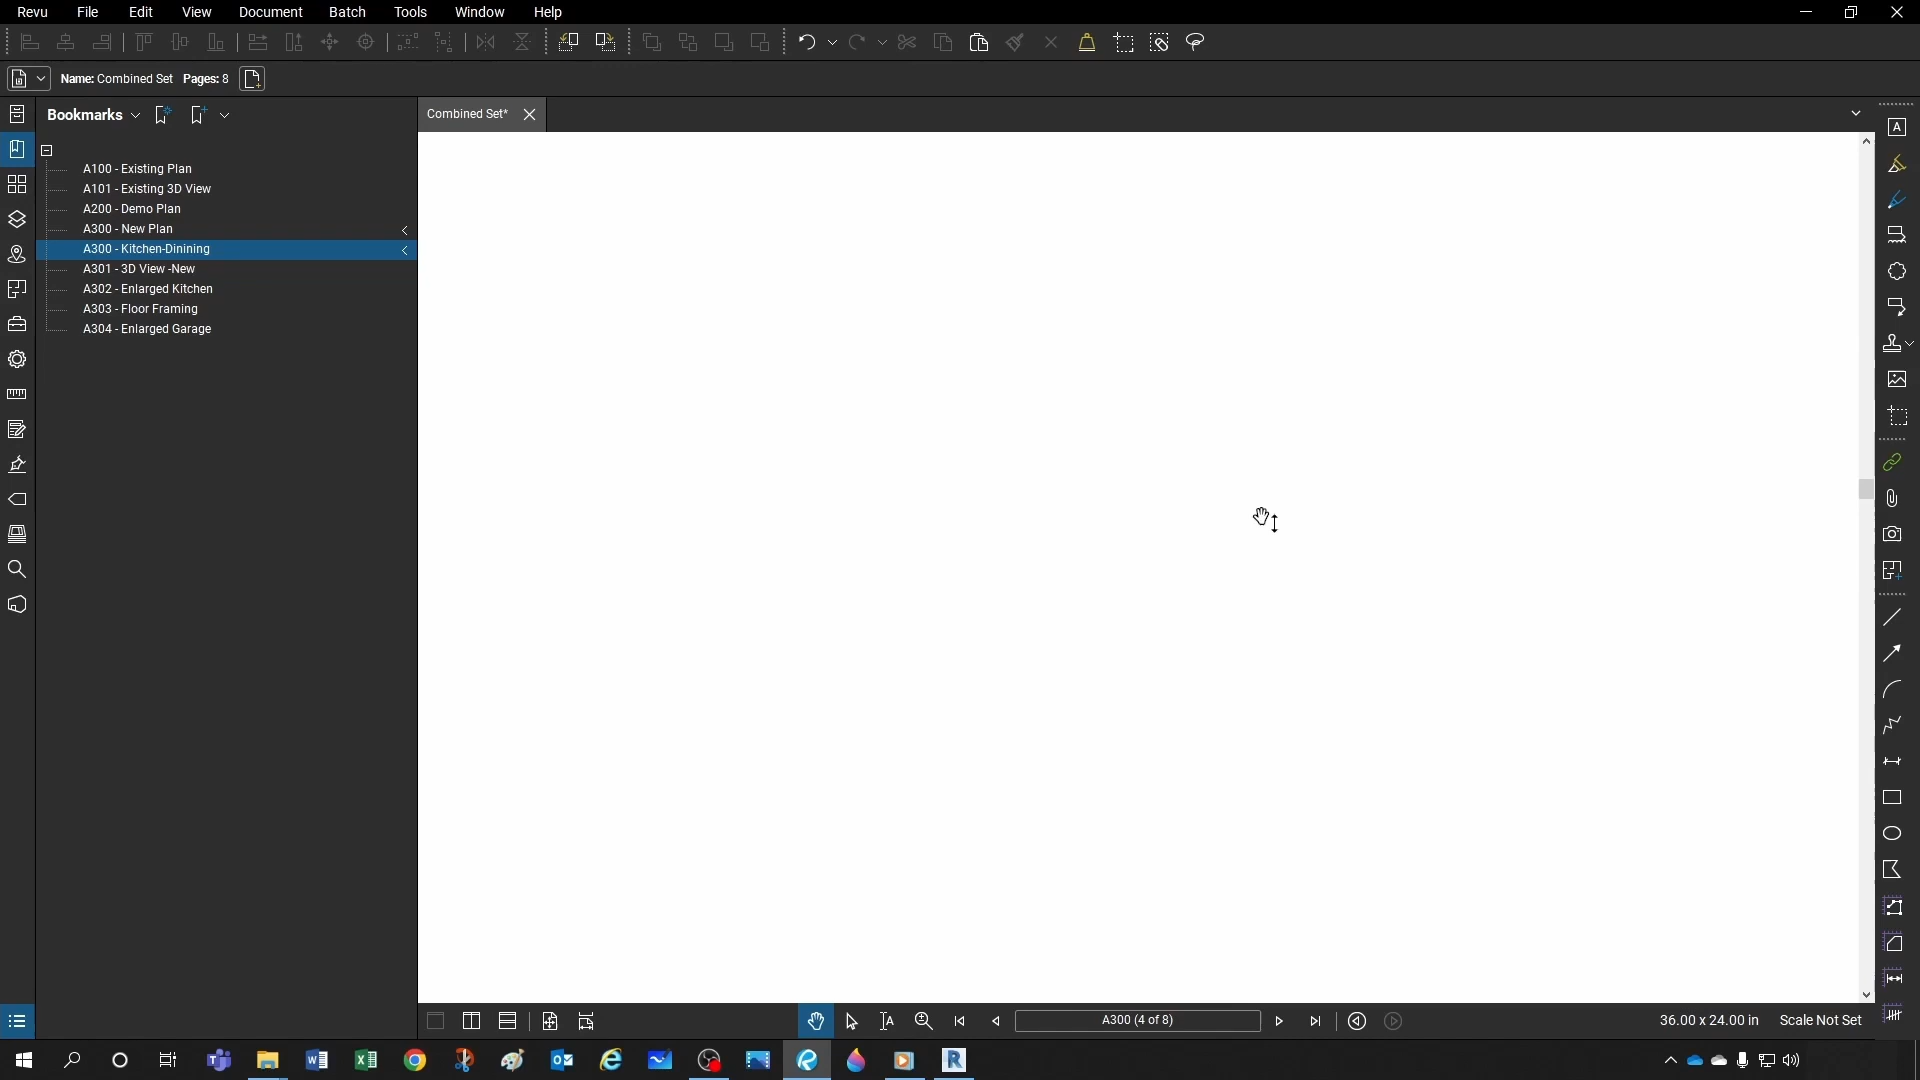 Revu File Edit View Document Batch Tools Window Help
Name: Combined Set Pages: 8
Bookmarks
Combined Set*
A100 - Existing Plan
A101 - Existing 3D View
A200 - Demo Plan
A300 - New Plan
A300 - Kitchen-Dinining
A301 - 3D View -New
A302 - Enlarged Kitchen
A303 - Floor Framing
A304 - Enlarged Garage
A300 (4 of 8)
36.00 x 24.00 in Scale Not Set